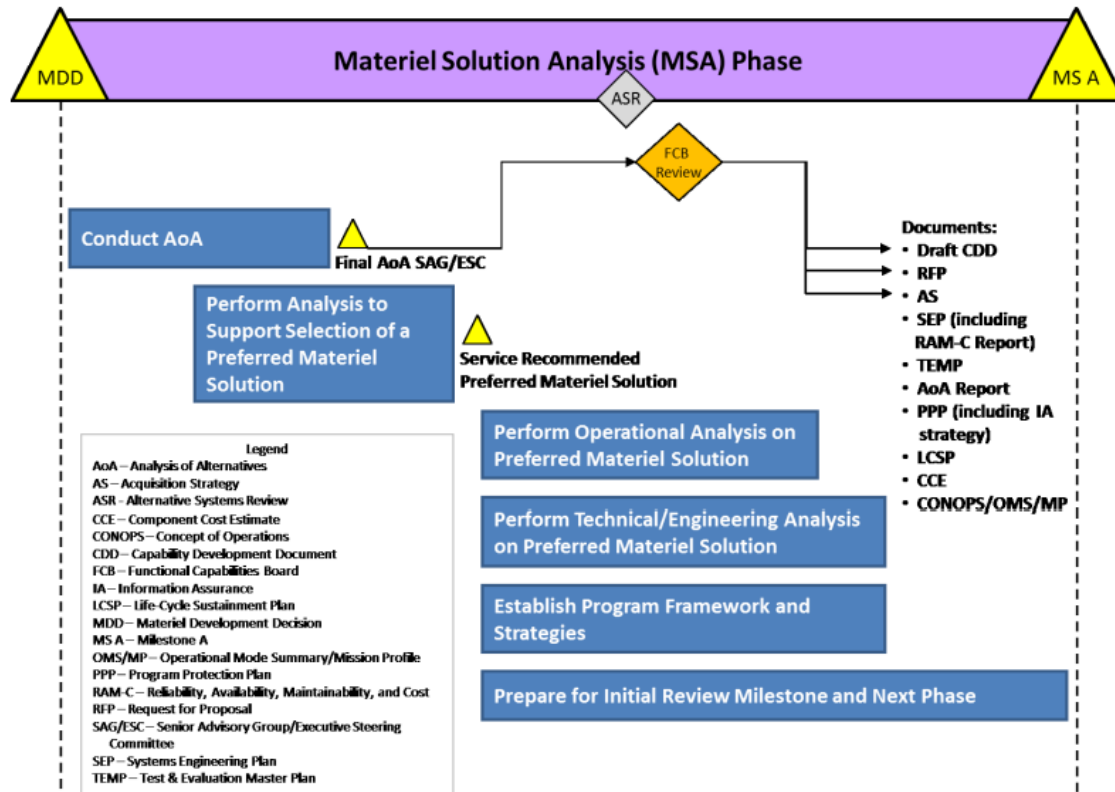 Materiel Solution Analysis (MSA) Phase
MDD
MS A
ASR
FCB
Review
Conduct AoA
Final AoA SAG/ESC
Perform Analysis to
Support Selection of a
Preferred Materiel
Solution
Service Recommended
Preferred Materiel Solution
Perform Operational Analysis on
Preferred Materiel Solution
Perform Technical/Engineering Analysis
on Preferred Materiel Solution
Establish Program Framework and
Strategies
Prepare for Initial Review Milestone and Next Phase
Documents:
• Draft CDD
• RFP
• AS
• SEP (including
RAM-C Report)
• TEMP
• AoA Report
• PPP (including IA
strategy)
• LCSP
• CCE
• CONOPS/OMS/MP
Legend
AoA – Analysis of Alternatives
AS – Acquisition Strategy
ASR - Alternative Systems Review
CCE – Component Cost Estimate
CONOPS – Concept of Operations
CDD – Capability Development Document
FCB – Functional Capabilities Board
IA – Information Assurance
LCSP – Life-Cycle Sustainment Plan
MDD – Materiel Development Decision
MS A – Milestone A
OMS/MP – Operational Mode Summary/Mission Profile
PPP – Program Protection Plan
RAM-C – Reliability, Availability, Maintainability, and Cost
RFP – Request for Proposal
SAG/ESC – Senior Advisory Group/Executive Steering
Committee
SEP – Systems Engineering Plan
TEMP – Test & Evaluation Master Plan